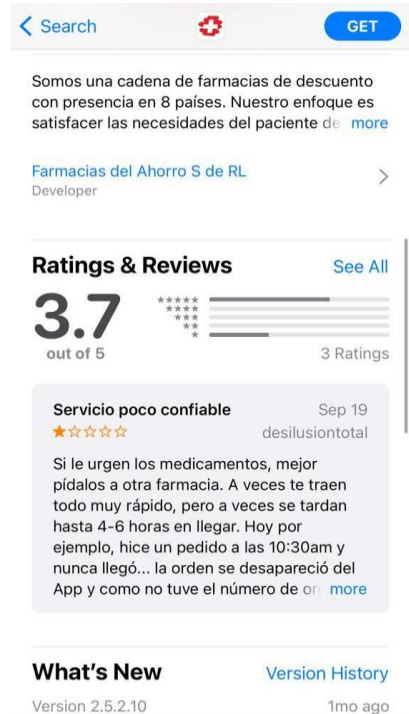 Search
GET
Somos una cadena de farmacias de descuento
con presencia en 8 países. Nuestro enfoque es
satisfacer las necesidades del paciente de more
Farmacias del Ahorro S de RL
Developer
Ratings & Reviews See All
3.7
out of 5
3 Ratings
Servicio poco confiable Sep 19
desilusiontotal
Si le urgen los medicamentos, mejor
pídalos a otra farmacia. A veces te traen
todo muy rápido, pero a veces se tardan
hasta 4-6 horas en llegar. Hoy por
ejemplo, hice un pedido a las 10:30am y
nunca llegó... la orden se desapareció del
App y como no tuve el número de more
What's New Version History
Version 2.5.2.10 1mo ago